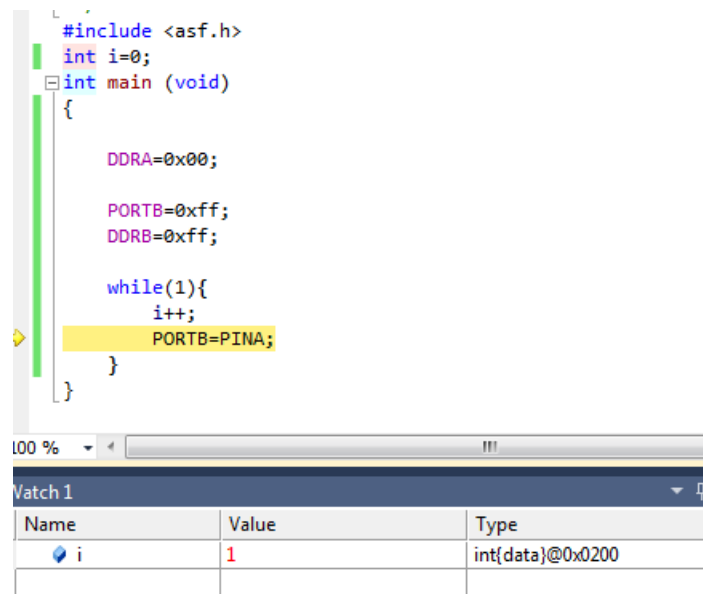 #include <asf.h>
int i=0;
int main (void)
{
DDRA=0x00;
PORTB=0xff;
DDRB=0xff;
while(1){
i++;
PORTB=PINA;
}
}
100 %
Watch 1
Name Value Type
i 1 int{data}@0x0200